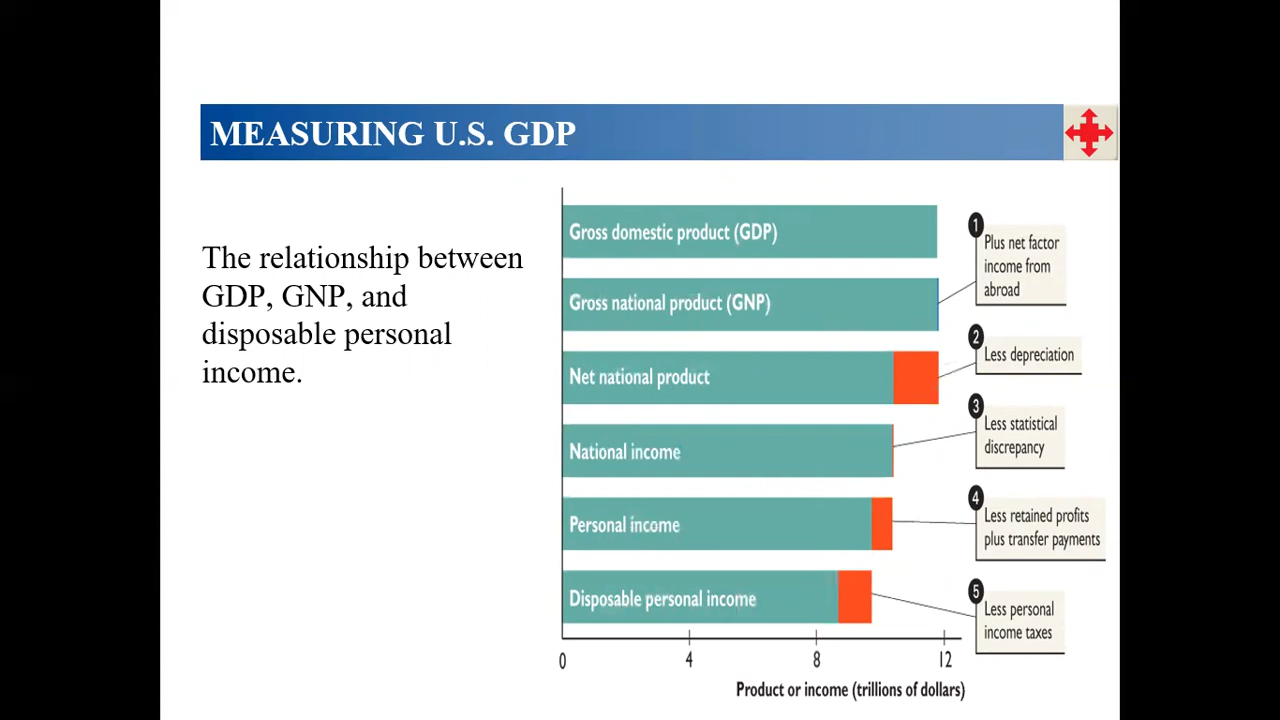 MEASURING U.S. GDP
The relationship between
GDP, GNP, and
disposable personal
income.
Gross domestic product (GDP)
Gross national product (GNP)
Net national product
National income
Personal income
Disposable personal income
1
Plus net factor
income from
abroad
2
Less depreciation
3
Less statistical
discrepancy
4
Less retained profits
plus transfer payments
5
Less personal
income taxes
0 4 8 12
Product or income (trillions of dollars)